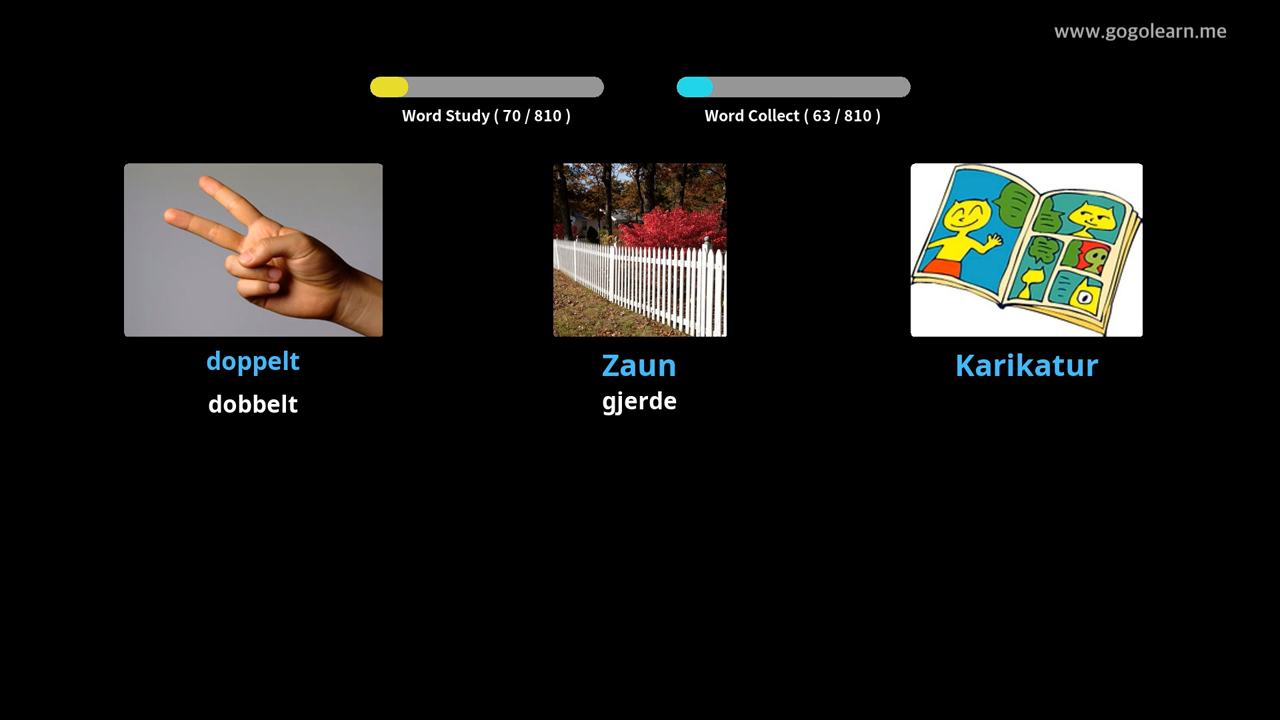 www.gogolearn.me
Word Study ( 70 / 810 )
Word Collect ( 63 / 810 )
doppelt
Zaun
Karikatur
dobbelt
gjerde